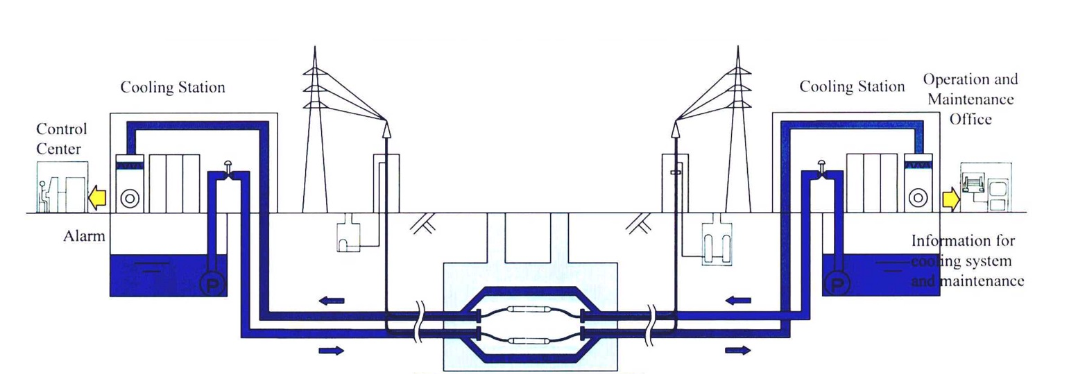 Cooling Station
Control
Center
Alarm
P
Cooling Station
Operation and
Maintenance
Office
Information for
cooling system
and maintenance
P